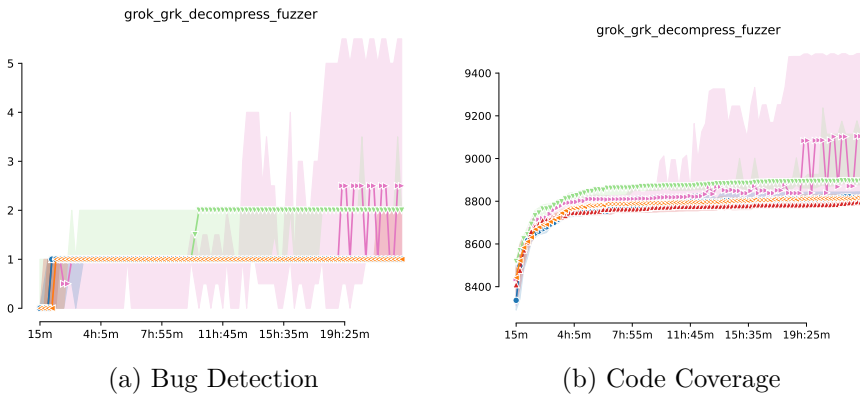 grok_grk_decompress_fuzzer
5
4
3
2
1
0
15m 4h:5m 7h:55m 11h:45m 15h:35m 19h:25m
(a) Bug Detection
grok_grk_decompress_fuzzer
9400
9200
9000
8800
8600
8400
15m 4h:5m 7h:55m 11h:45m 15h:35m 19h:25m
(b) Code Coverage